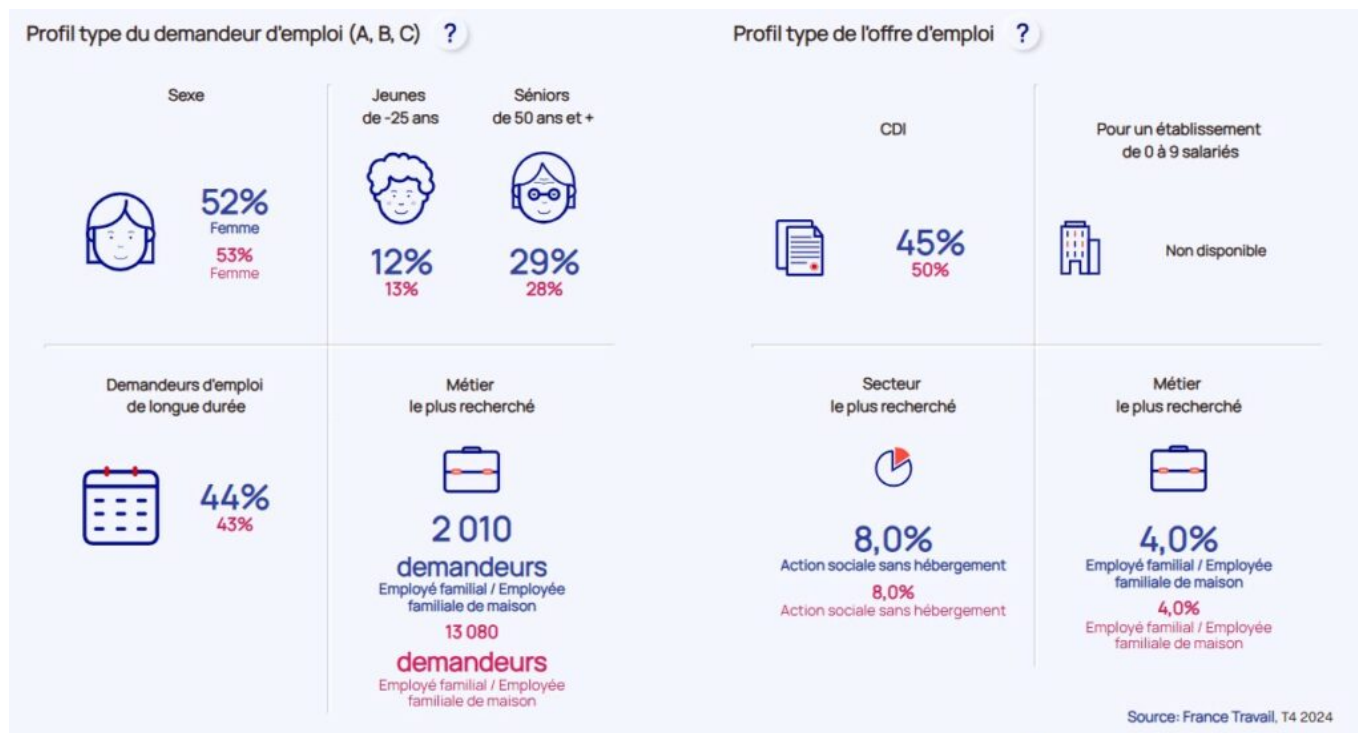 Profil type du demandeur d'emploi (A, B, C) ?
Sexe
52%
Femme
53%
Femme
Jeunes
de -25 ans
12%
13%
Séniors
de 50 ans et +
29%
28%
Demandeurs d'emploi
de longue durée
44%
43%
Métier
le plus recherché
2 010
demandeurs
Employé familial / Employée
familiale de maison
13 080
demandeurs
Employé familial / Employée
familiale de maison
Profil type de l'offre d'emploi ?
CDI
45%
50%
Pour un établissement
de 0 à 9 salariés
Non disponible
Secteur
le plus recherché
8,0%
Action sociale sans hébergement
8,0%
Action sociale sans hébergement
Métier
le plus recherché
4,0%
Employé familial / Employée
familiale de maison
4,0%
Employé familial / Employée
familiale de maison
Source: France Travail, T4 2024